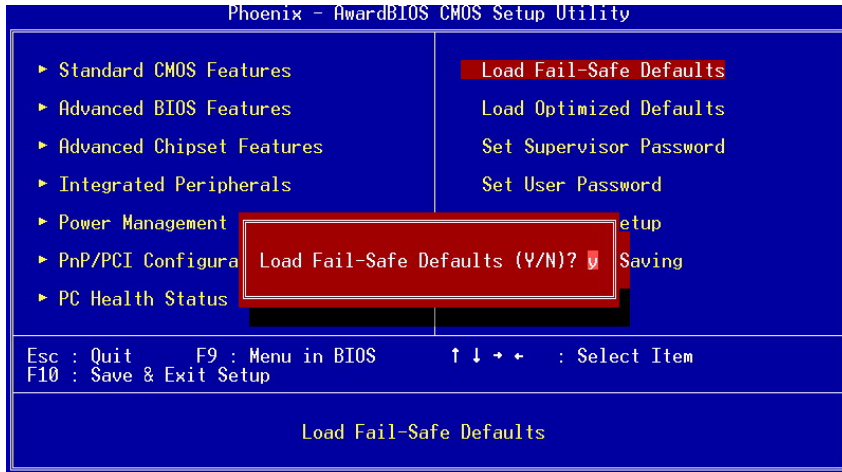 Phoenix - AwardBIOS CMOS Setup Utility
▸ Standard CMOS Features
▸ Advanced BIOS Features
▸ Advanced Chipset Features
▸ Integrated Peripherals
▸ Power Management
▸ PnP/PCI Configura
▸ PC Health Status
Load Fail-Safe Defaults
Load Optimized Defaults
Set Supervisor Password
Set User Password
etup
Saving
Load Fail-Safe Defaults (Y/N)? y
Esc : Quit F9 : Menu in BIOS ↑ ↓ → ← : Select Item
F10 : Save & Exit Setup
Load Fail-Safe Defaults